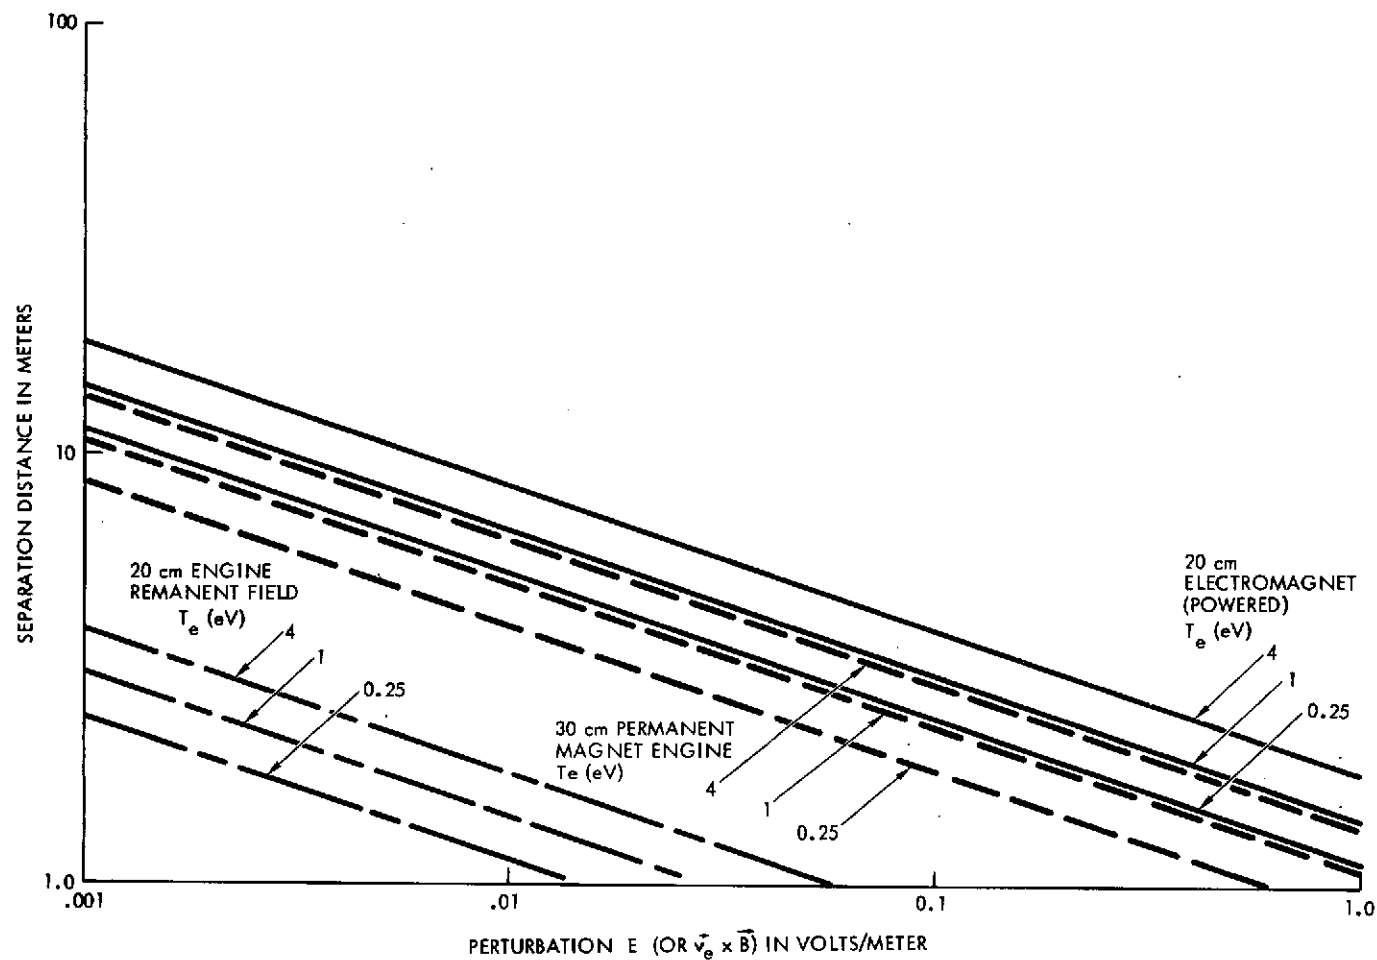 100
10
1.0
SEPARATION DISTANCE IN METERS
20 cm ENGINE
REMANENT FIELD
T_e (eV)
4
1
0.25
30 cm PERMANENT
MAGNET ENGINE
Te (eV)
4
1
0.25
20 cm
ELECTROMAGNET
(POWERED)
T_e (eV)
4
1
0.25
.001
.01
0.1
1.0
PERTURBATION E (OR v⃗_e x B⃗) IN VOLTS/METER